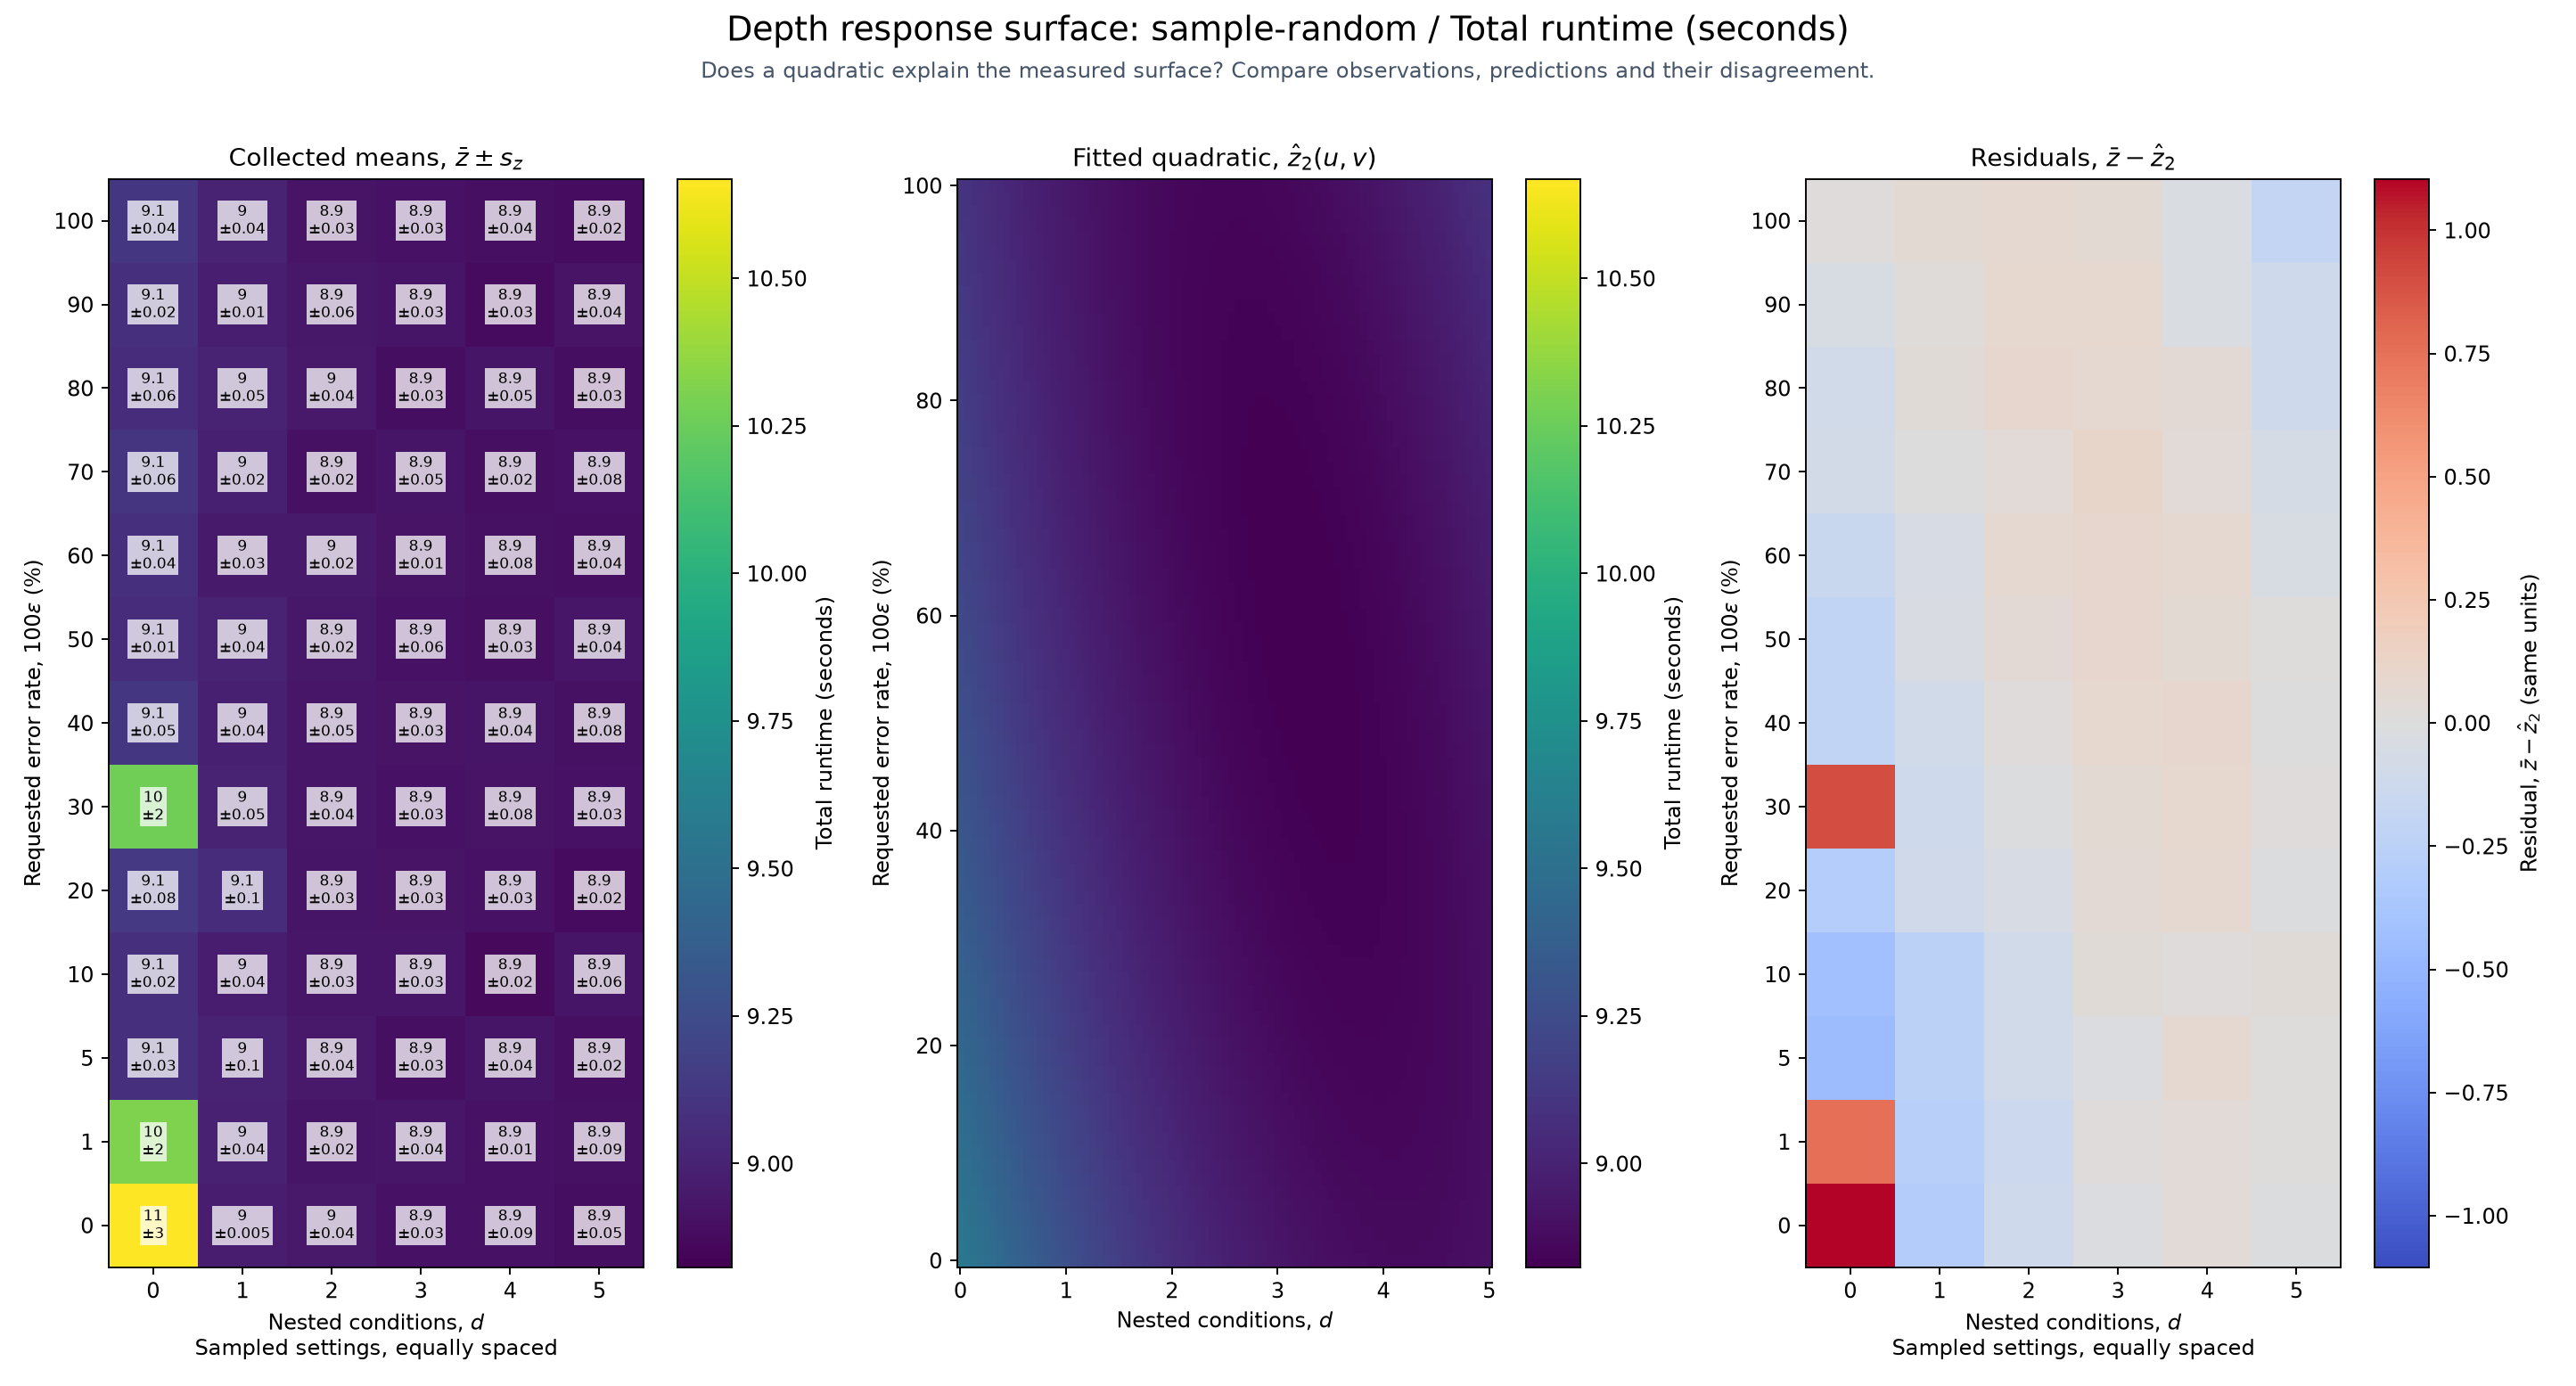 Depth response surface: sample-random / Total runtime (seconds)
Does a quadratic explain the measured surface? Compare observations, predictions and their disagreement.
Collected means, z̄ ± s_z
Requested error rate, 100ε (%)
100 9.1 9 8.9 8.9 8.9 8.9
±0.04 ±0.04 ±0.03 ±0.03 ±0.04 ±0.02
90 9.1 9 8.9 8.9 8.9 8.9
±0.02 ±0.01 ±0.06 ±0.03 ±0.03 ±0.04
80 9.1 9 9 8.9 8.9 8.9
±0.06 ±0.05 ±0.04 ±0.03 ±0.05 ±0.03
70 9.1 9 8.9 8.9 8.9 8.9
±0.06 ±0.02 ±0.02 ±0.05 ±0.02 ±0.08
60 9.1 9 9 8.9 8.9 8.9
±0.04 ±0.03 ±0.02 ±0.01 ±0.08 ±0.04
50 9.1 9 8.9 8.9 8.9 8.9
±0.01 ±0.04 ±0.02 ±0.06 ±0.03 ±0.04
40 9.1 9 8.9 8.9 8.9 8.9
±0.05 ±0.04 ±0.05 ±0.03 ±0.04 ±0.08
30 10 9 8.9 8.9 8.9 8.9
±2 ±0.05 ±0.04 ±0.03 ±0.08 ±0.03
20 9.1 9.1 8.9 8.9 8.9 8.9
±0.08 ±0.1 ±0.03 ±0.03 ±0.03 ±0.02
10 9.1 9 8.9 8.9 8.9 8.9
±0.02 ±0.04 ±0.03 ±0.03 ±0.02 ±0.06
5 9.1 9 8.9 8.9 8.9 8.9
±0.03 ±0.1 ±0.04 ±0.03 ±0.04 ±0.02
1 10 9 8.9 8.9 8.9 8.9
±2 ±0.04 ±0.02 ±0.04 ±0.01 ±0.09
0 11 9 9 8.9 8.9 8.9
±3 ±0.005 ±0.04 ±0.03 ±0.09 ±0.05
0 1 2 3 4 5
Nested conditions, d
Sampled settings, equally spaced
10.50
10.25
10.00
9.75
9.50
9.25
9.00
Total runtime (seconds)
Fitted quadratic, ẑ₂(u, v)
Requested error rate, 100ε (%)
100
80
60
40
20
0
0 1 2 3 4 5
Nested conditions, d
10.50
10.25
10.00
9.75
9.50
9.25
9.00
Total runtime (seconds)
Residuals, z̄ − ẑ₂
Requested error rate, 100ε (%)
100
90
80
70
60
50
40
30
20
10
5
1
0
0 1 2 3 4 5
Nested conditions, d
Sampled settings, equally spaced
1.00
0.75
0.50
0.25
0.00
−0.25
−0.50
−0.75
−1.00
Residual, z̄ − ẑ₂ (same units)